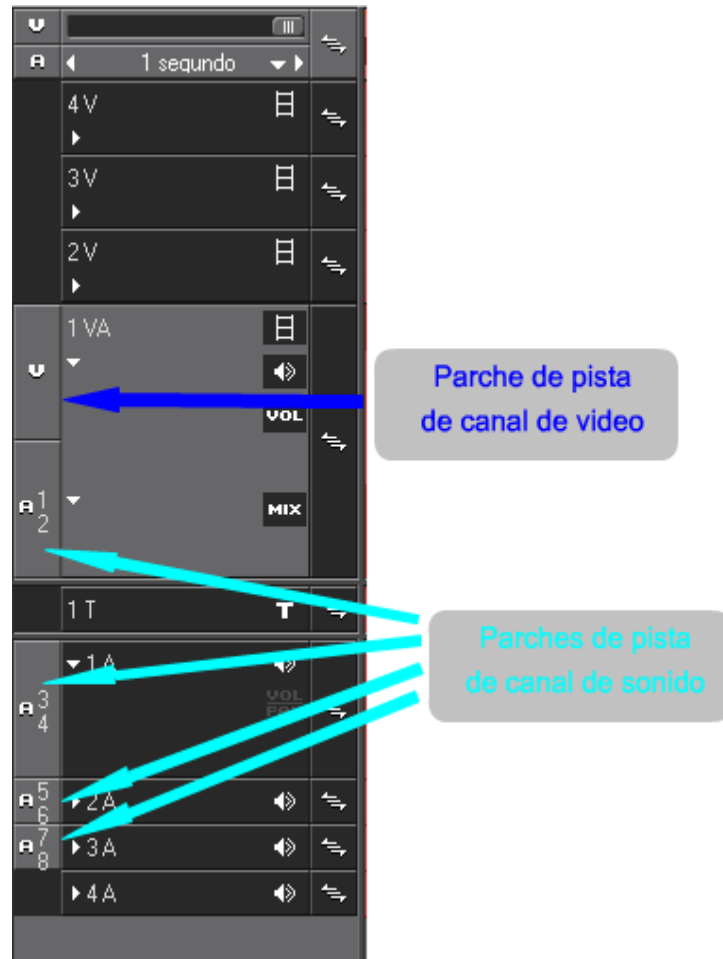 V
A
1 segundo
4 V
3 V
2 V
1 VA
V
VOL
A 1 2
MIX
1 T
T
A 3 4
1 A
VOL
PAN
A 5 6
2 A
A 7 8
3 A
4 A
Parche de pista
de canal de video
Parches de pista
de canal de sonido